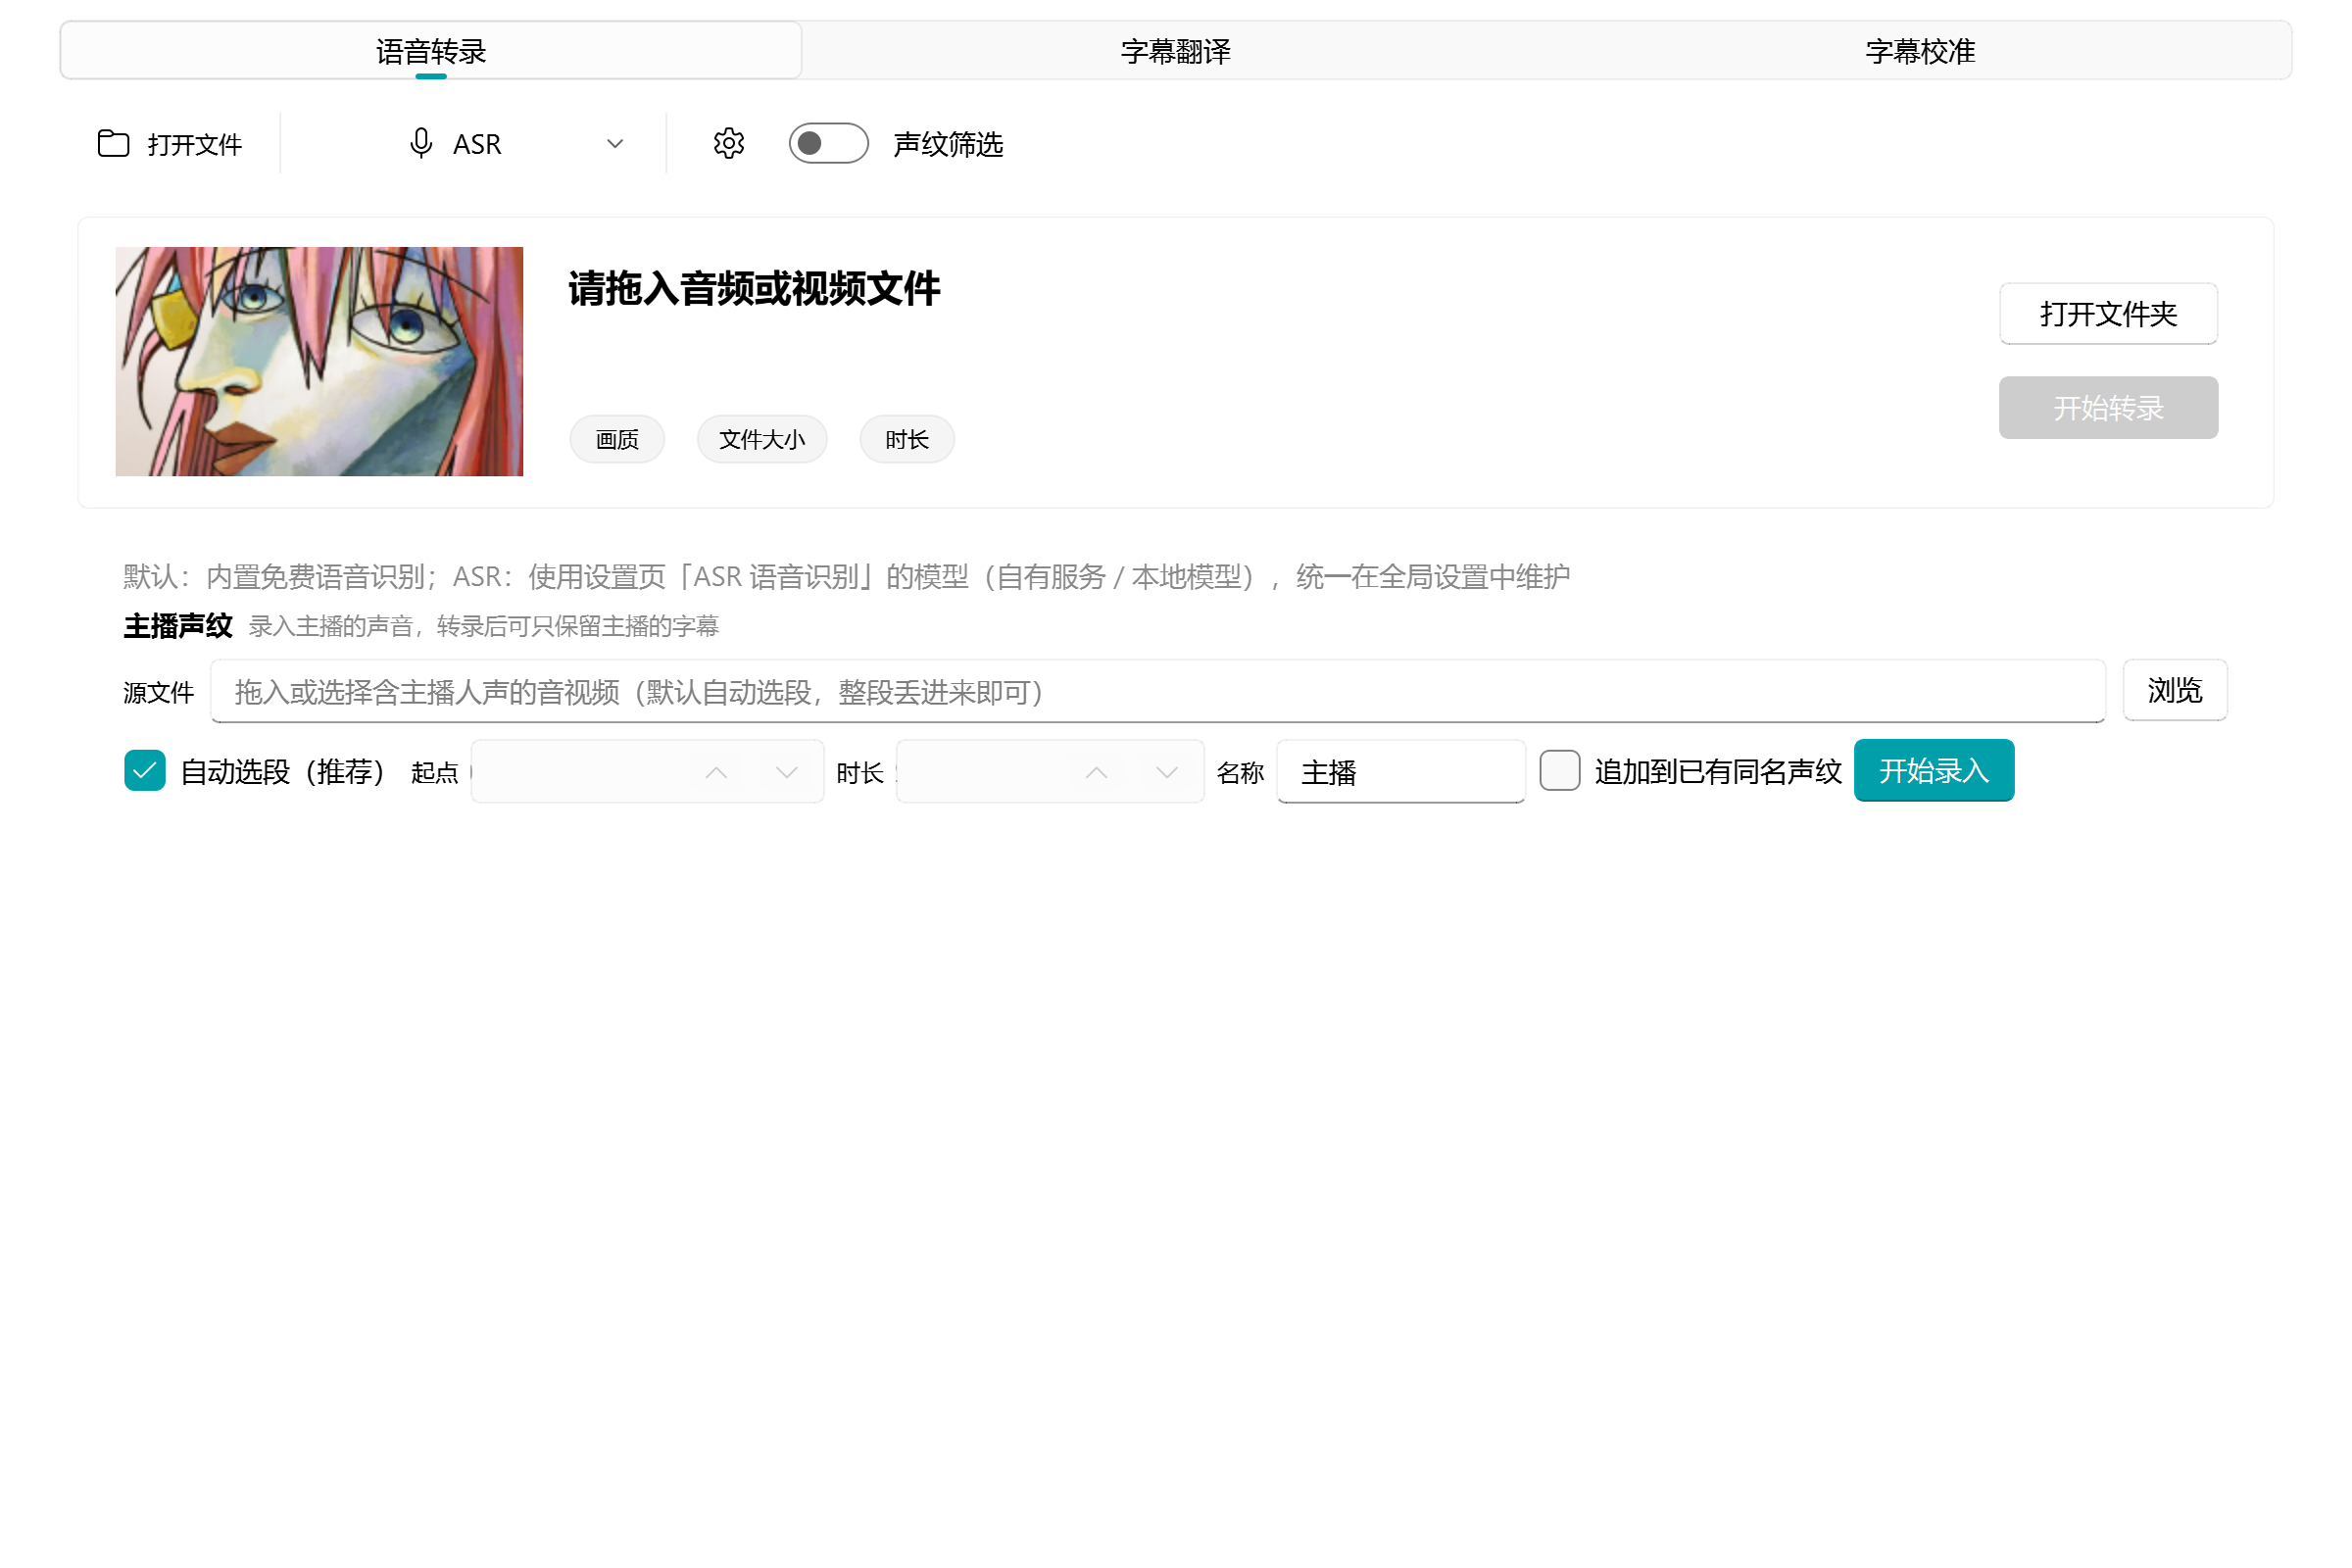 语音转录 字幕翻译 字幕校准
打开文件 ASR 声纹筛选
请拖入音频或视频文件
打开文件夹
开始转录
画质 文件大小 时长
默认：内置免费语音识别；ASR：使用设置页「ASR 语音识别」的模型（自有服务 / 本地模型），统一在全局设置中维护
主播声纹 录入主播的声音，转录后可只保留主播的字幕
源文件 拖入或选择含主播人声的音视频（默认自动选段，整段丢进来即可） 浏览
自动选段（推荐） 起点 时长 名称 主播 追加到已有同名声纹 开始录入